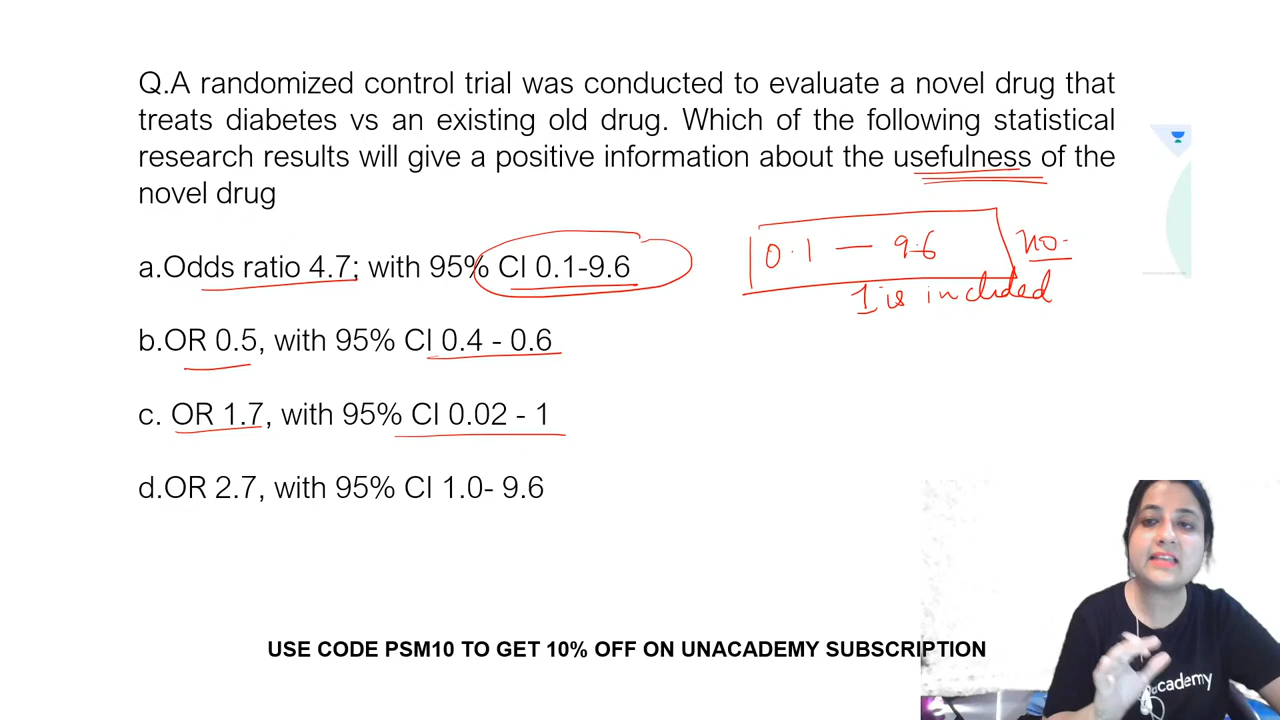 Q.A randomized control trial was conducted to evaluate a novel drug that
treats diabetes vs an existing old drug. Which of the following statistical
research results will give a positive information about the usefulness of the
novel drug
a.Odds ratio 4.7; with 95% CI 0.1-9.6
0.1 — 9.6 no.
1 is included
b.OR 0.5, with 95% CI 0.4 - 0.6
c. OR 1.7, with 95% CI 0.02 - 1
d.OR 2.7, with 95% CI 1.0- 9.6
USE CODE PSM10 TO GET 10% OFF ON UNACADEMY SUBSCRIPTION